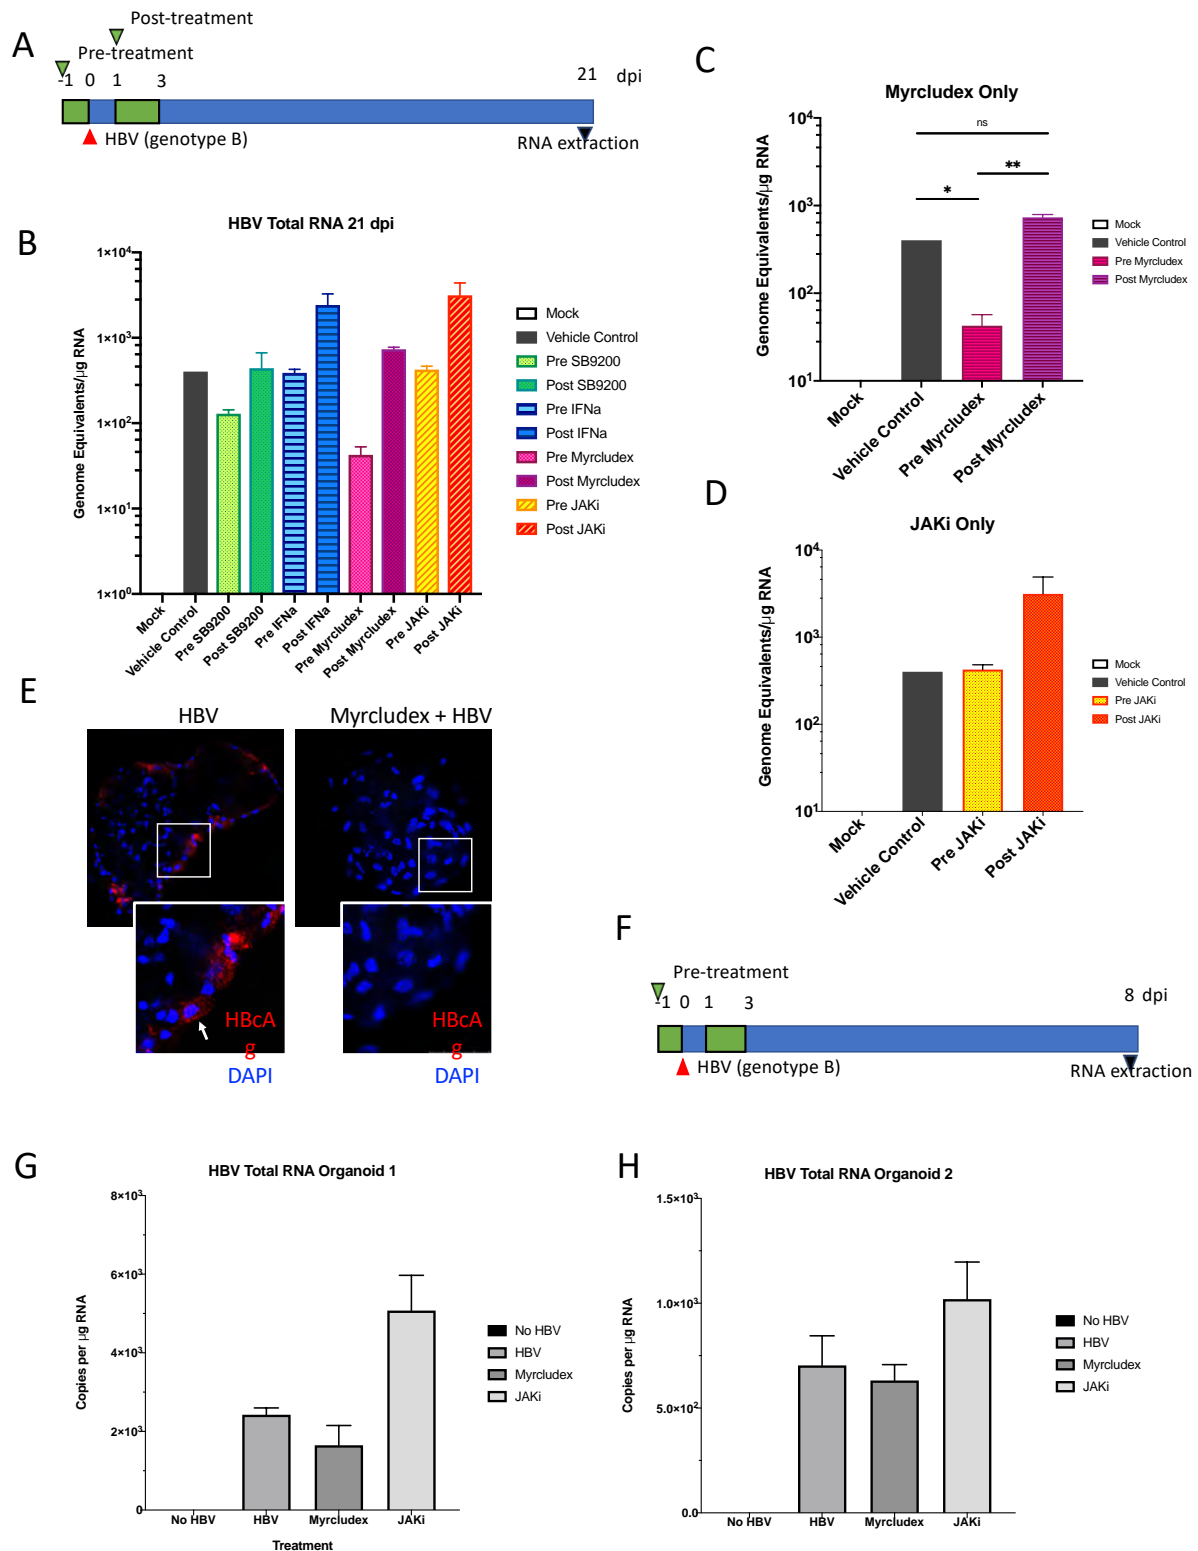 A
Post-treatment
Pre-treatment
-1 0 1 3 21 dpi
HBV (genotype B)
RNA extraction
B
HBV Total RNA 21 dpi
Genome Equivalents/µg RNA
1×10⁴
1×10³
1×10²
1×10¹
1×10⁰
Mock
Vehicle Control
Pre SB9200
Post SB9200
Pre IFNa
Post IFNa
Pre Myrcludex
Post Myrcludex
Pre JAKi
Post JAKi
Mock
Vehicle Control
Pre SB9200
Post SB9200
Pre IFNa
Post IFNa
Pre Myrcludex
Post Myrcludex
Pre JAKi
Post JAKi
C
Myrcludex Only
Genome Equivalents/µg RNA
10⁴
10³
10²
10¹
ns
**
*
Mock
Vehicle Control
Pre Myrcludex
Post Myrcludex
Mock
Vehicle Control
Pre Myrcludex
Post Myrcludex
D
JAKi Only
Genome Equivalents/µg RNA
10⁴
10³
10²
10¹
Mock
Vehicle Control
Pre JAKi
Post JAKi
Mock
Vehicle Control
Pre JAKi
Post JAKi
E
HBV
Myrcludex + HBV
HBcA
g
DAPI
HBcA
g
DAPI
F
Pre-treatment
-1 0 1 3 8 dpi
HBV (genotype B)
RNA extraction
G
HBV Total RNA Organoid 1
Copies per µg RNA
8×10³
6×10³
4×10³
2×10³
0
No HBV
HBV
Myrcludex
JAKi
Treatment
No HBV
HBV
Myrcludex
JAKi
H
HBV Total RNA Organoid 2
Copies per µg RNA
1.5×10³
1.0×10³
5.0×10²
0.0
No HBV
HBV
Myrcludex
JAKi
No HBV
HBV
Myrcludex
JAKi